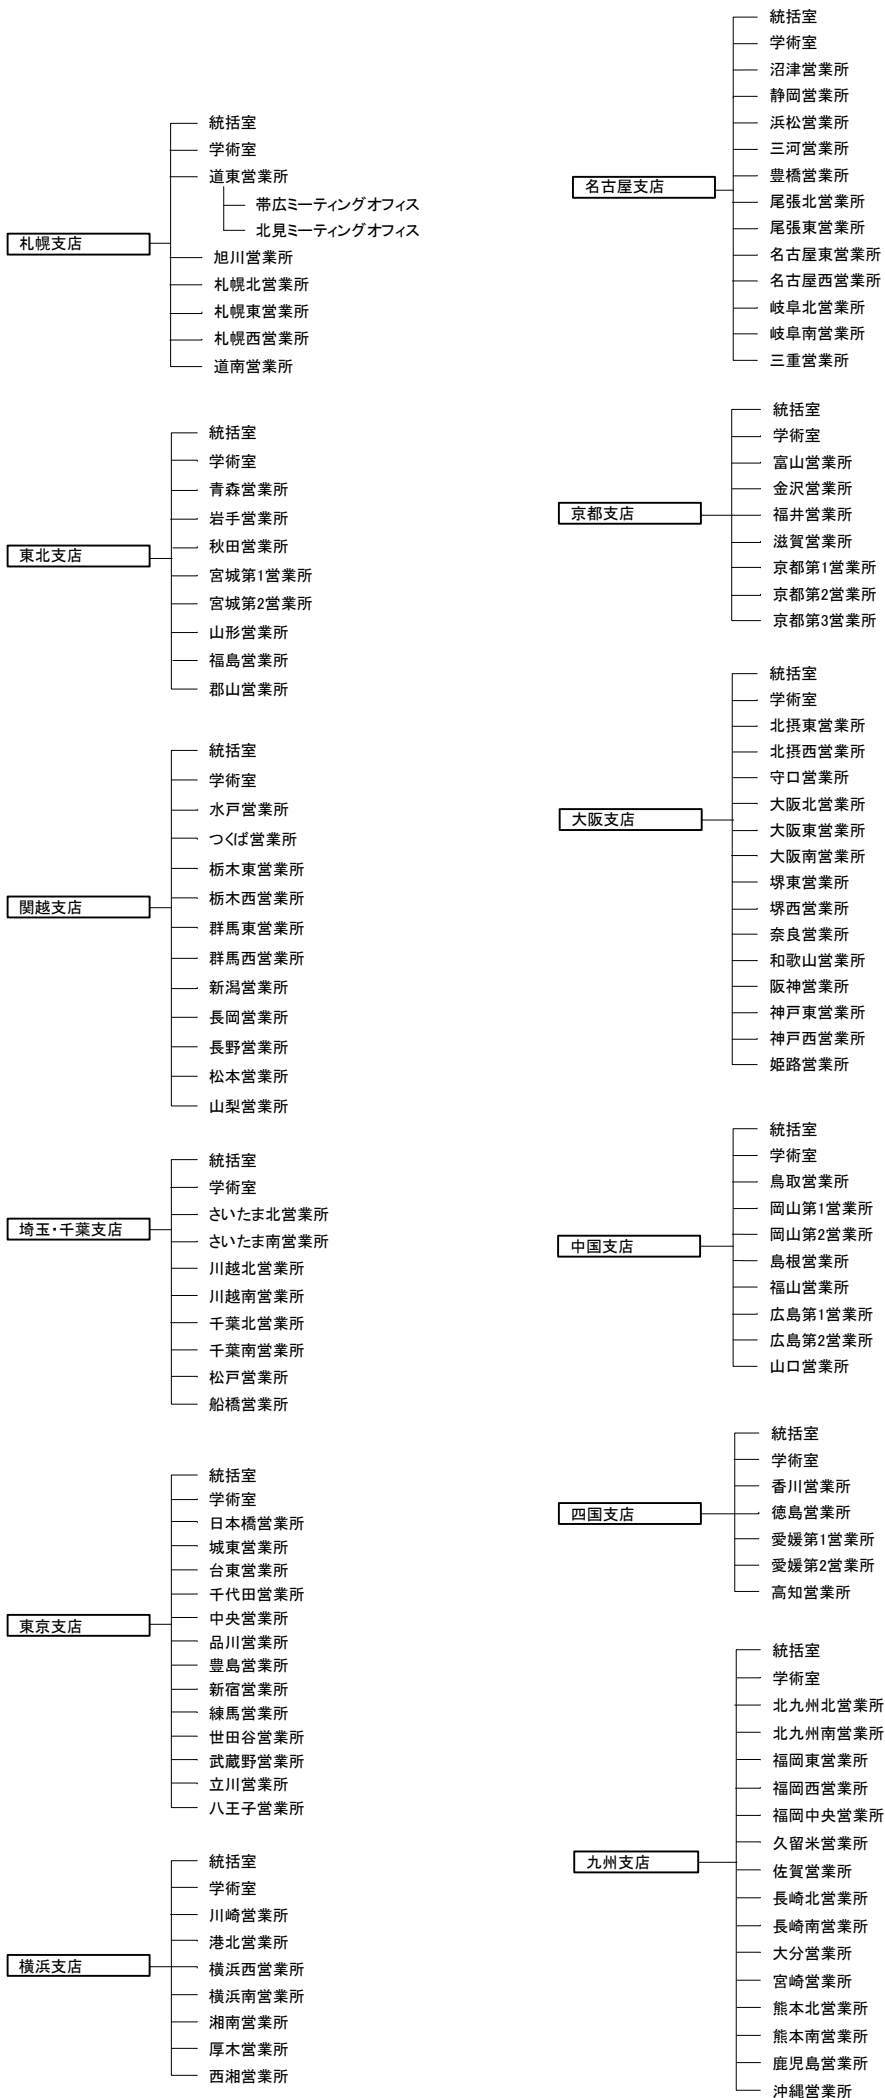 札幌支店
統括室
学術室
道東営業所
帯広ミーティングオフィス
北見ミーティングオフィス
旭川営業所
札幌北営業所
札幌東営業所
札幌西営業所
道南営業所
東北支店
統括室
学術室
青森営業所
岩手営業所
秋田営業所
宮城第1営業所
宮城第2営業所
山形営業所
福島営業所
郡山営業所
関越支店
統括室
学術室
水戸営業所
つくば営業所
栃木東営業所
栃木西営業所
群馬東営業所
群馬西営業所
新潟営業所
長岡営業所
長野営業所
松本営業所
山梨営業所
埼玉・千葉支店
統括室
学術室
さいたま北営業所
さいたま南営業所
川越北営業所
川越南営業所
千葉北営業所
千葉南営業所
松戸営業所
船橋営業所
東京支店
統括室
学術室
日本橋営業所
城東営業所
台東営業所
千代田営業所
中央営業所
品川営業所
豊島営業所
新宿営業所
練馬営業所
世田谷営業所
武蔵野営業所
立川営業所
八王子営業所
横浜支店
統括室
学術室
川崎営業所
港北営業所
横浜西営業所
横浜南営業所
湘南営業所
厚木営業所
西湘営業所
名古屋支店
統括室
学術室
沼津営業所
静岡営業所
浜松営業所
三河営業所
豊橋営業所
尾張北営業所
尾張東営業所
名古屋東営業所
名古屋西営業所
岐阜北営業所
岐阜南営業所
三重営業所
京都支店
統括室
学術室
富山営業所
金沢営業所
福井営業所
滋賀営業所
京都第1営業所
京都第2営業所
京都第3営業所
大阪支店
統括室
学術室
北摂東営業所
北摂西営業所
守口営業所
大阪北営業所
大阪東営業所
大阪南営業所
堺東営業所
堺西営業所
奈良営業所
和歌山営業所
阪神営業所
神戸東営業所
神戸西営業所
姫路営業所
中国支店
統括室
学術室
鳥取営業所
岡山第1営業所
岡山第2営業所
島根営業所
福山営業所
広島第1営業所
広島第2営業所
山口営業所
四国支店
統括室
学術室
香川営業所
徳島営業所
愛媛第1営業所
愛媛第2営業所
高知営業所
九州支店
統括室
学術室
北九州北営業所
北九州南営業所
福岡東営業所
福岡西営業所
福岡中央営業所
久留米営業所
佐賀営業所
長崎北営業所
長崎南営業所
大分営業所
宮崎営業所
熊本北営業所
熊本南営業所
鹿児島営業所
沖縄営業所